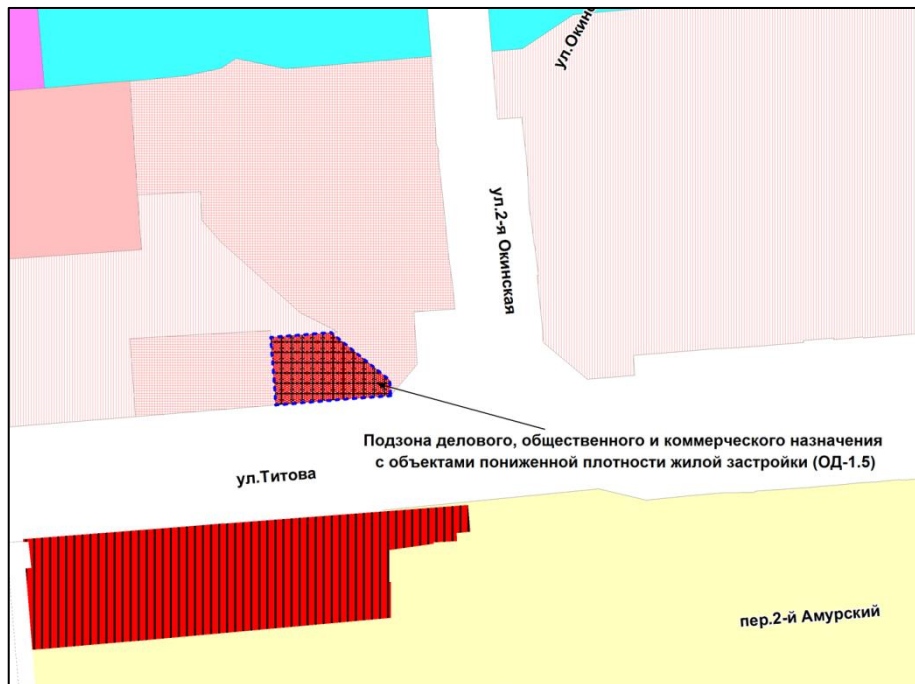 ул.Окинс
ул.2-я Окинская
Подзона делового, общественного и коммерческого назначения
с объектами пониженной плотности жилой застройки (ОД-1.5)
ул.Титова
пер.2-й Амурский